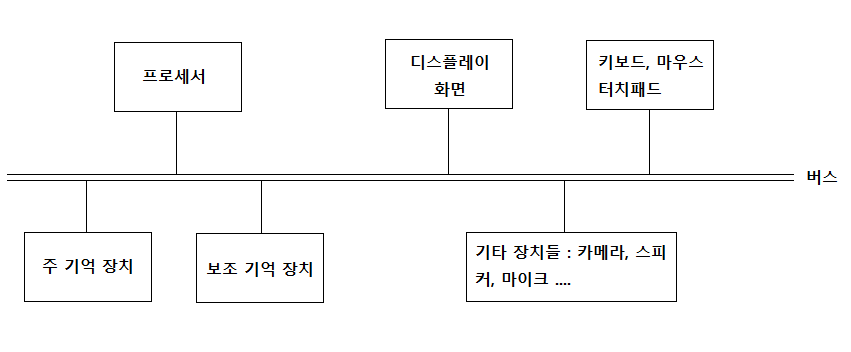 프로세서
디스플레이
화면
키보드, 마우스
터치패드
버스
주 기억 장치
보조 기억 장치
기타 장치들 : 카메라, 스피
커, 마이크 ....